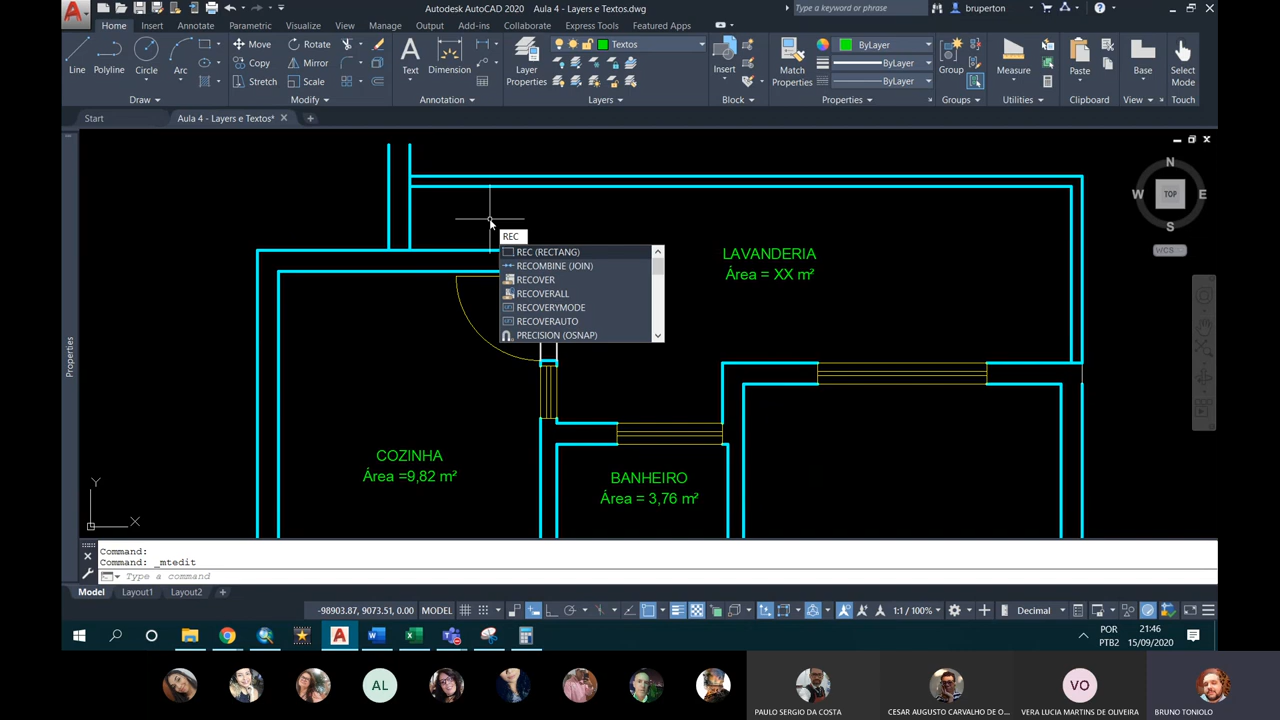 Autodesk AutoCAD 2020   Aula 4 - Layers e Textos.dwg
Type a keyword or phrase
bruperton
Home Insert Annotate Parametric Visualize View Manage Output Add-ins Collaborate Express Tools Featured Apps
Line Polyline Circle Arc
Move Rotate
Copy Mirror
Stretch Scale
Text Dimension
Layer Properties
Textos
Insert
Match Properties
ByLayer
ByLayer
ByLayer
Group
Measure
Paste
Base
Select Mode
Draw Modify Annotation Layers Block Properties Groups Utilities Clipboard View Touch
Start Aula 4 - Layers e Textos*
Properties
N
W TOP E
S
WCS
REC
REC (RECTANG)
RECOMBINE (JOIN)
RECOVER
RECOVERALL
RECOVERYMODE
RECOVERAUTO
PRECISION (OSNAP)
LAVANDERIA
Área = XX m²
COZINHA
Área =9,82 m²
BANHEIRO
Área = 3,76 m²
Y
X
Command:
Command: _mtedit
Type a command
Model Layout1 Layout2
-98903.87, 9073.51, 0.00 MODEL 1:1 / 100% Decimal
POR
PTB2
21:46
15/09/2020
AL
VO
PAULO SERGIO DA COSTA
CESAR AUGUSTO CARVALHO DE O...
VERA LUCIA MARTINS DE OLIVEIRA
BRUNO TONIOLO